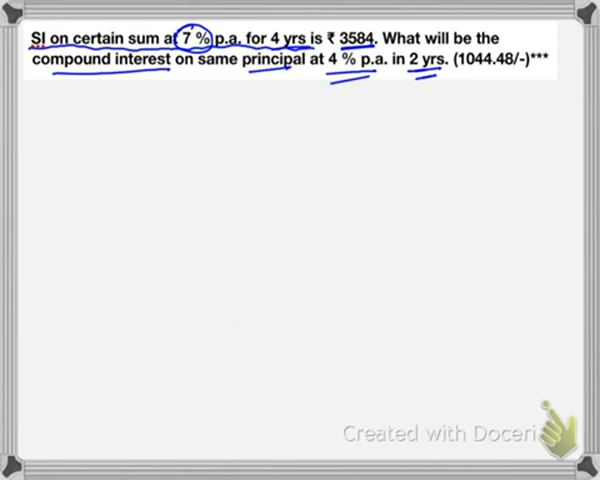 SI on certain sum at 7 % p.a. for 4 yrs is ₹ 3584. What will be the
compound interest on same principal at 4 % p.a. in 2 yrs. (1044.48/-)***
Created with Doceri